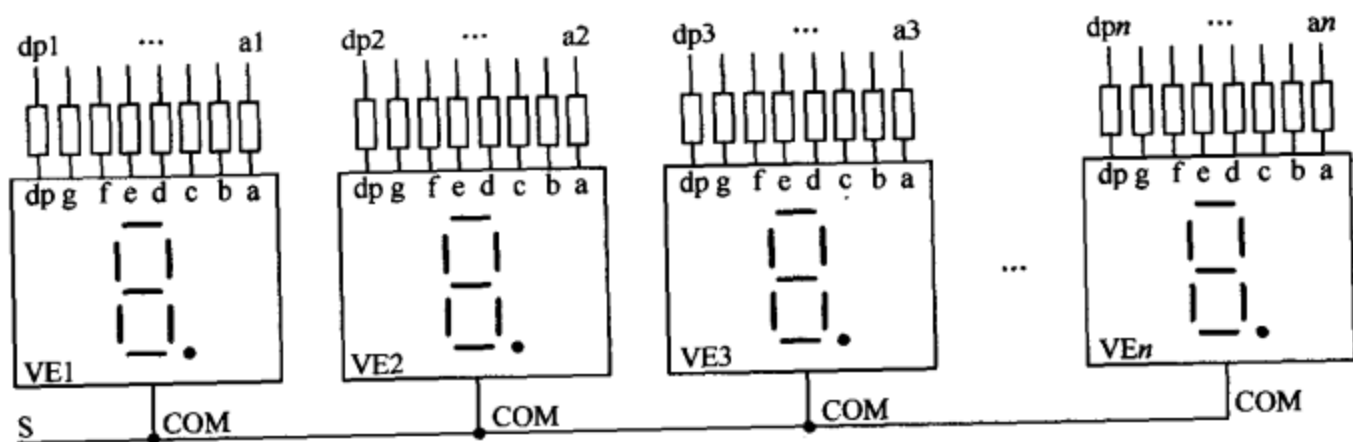 dp1 ... a1 dp2 ... a2 dp3 ... a3 dpn ... an
dp g f e d c b a dp g f e d c b a dp g f e d c b a dp g f e d c b a
...
VE1 VE2 VE3 VEn
S COM COM COM COM